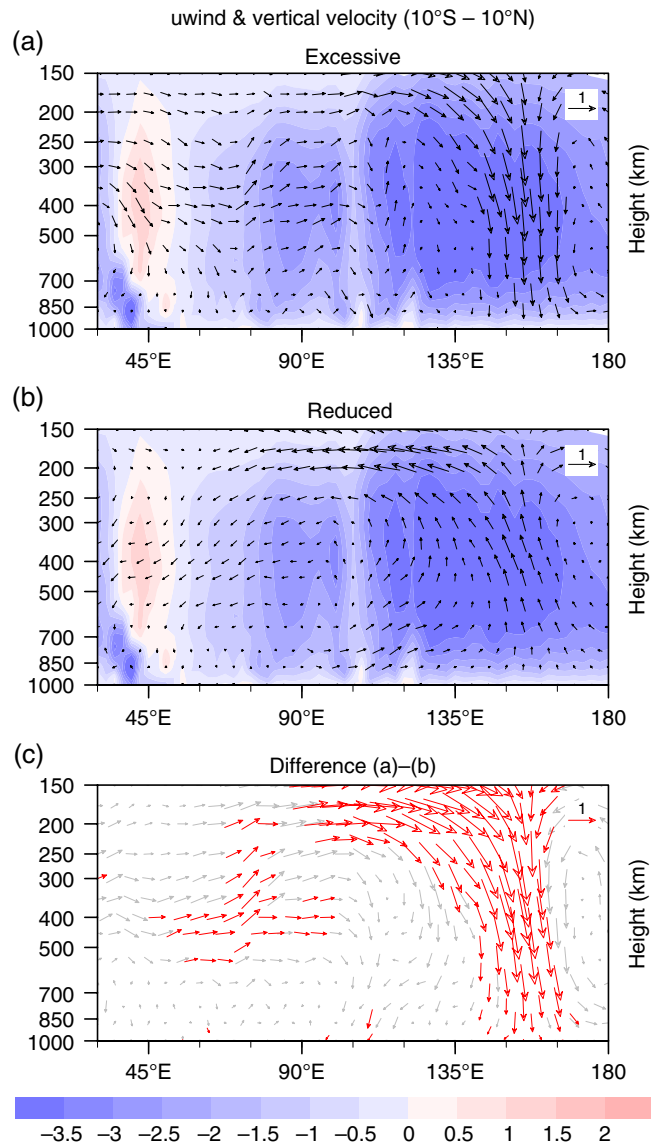 uwind & vertical velocity (10°S – 10°N)
(a)
Excessive
150
200
250
300
400
500
700
850
1000
1
Height (km)
45°E 90°E 135°E 180
(b)
Reduced
150
200
250
300
400
500
700
850
1000
1
Height (km)
45°E 90°E 135°E 180
(c)
Difference (a)–(b)
150
200
250
300
400
500
700
850
1000
1
Height (km)
45°E 90°E 135°E 180
−3.5 −3 −2.5 −2 −1.5 −1 −0.5 0 0.5 1 1.5 2